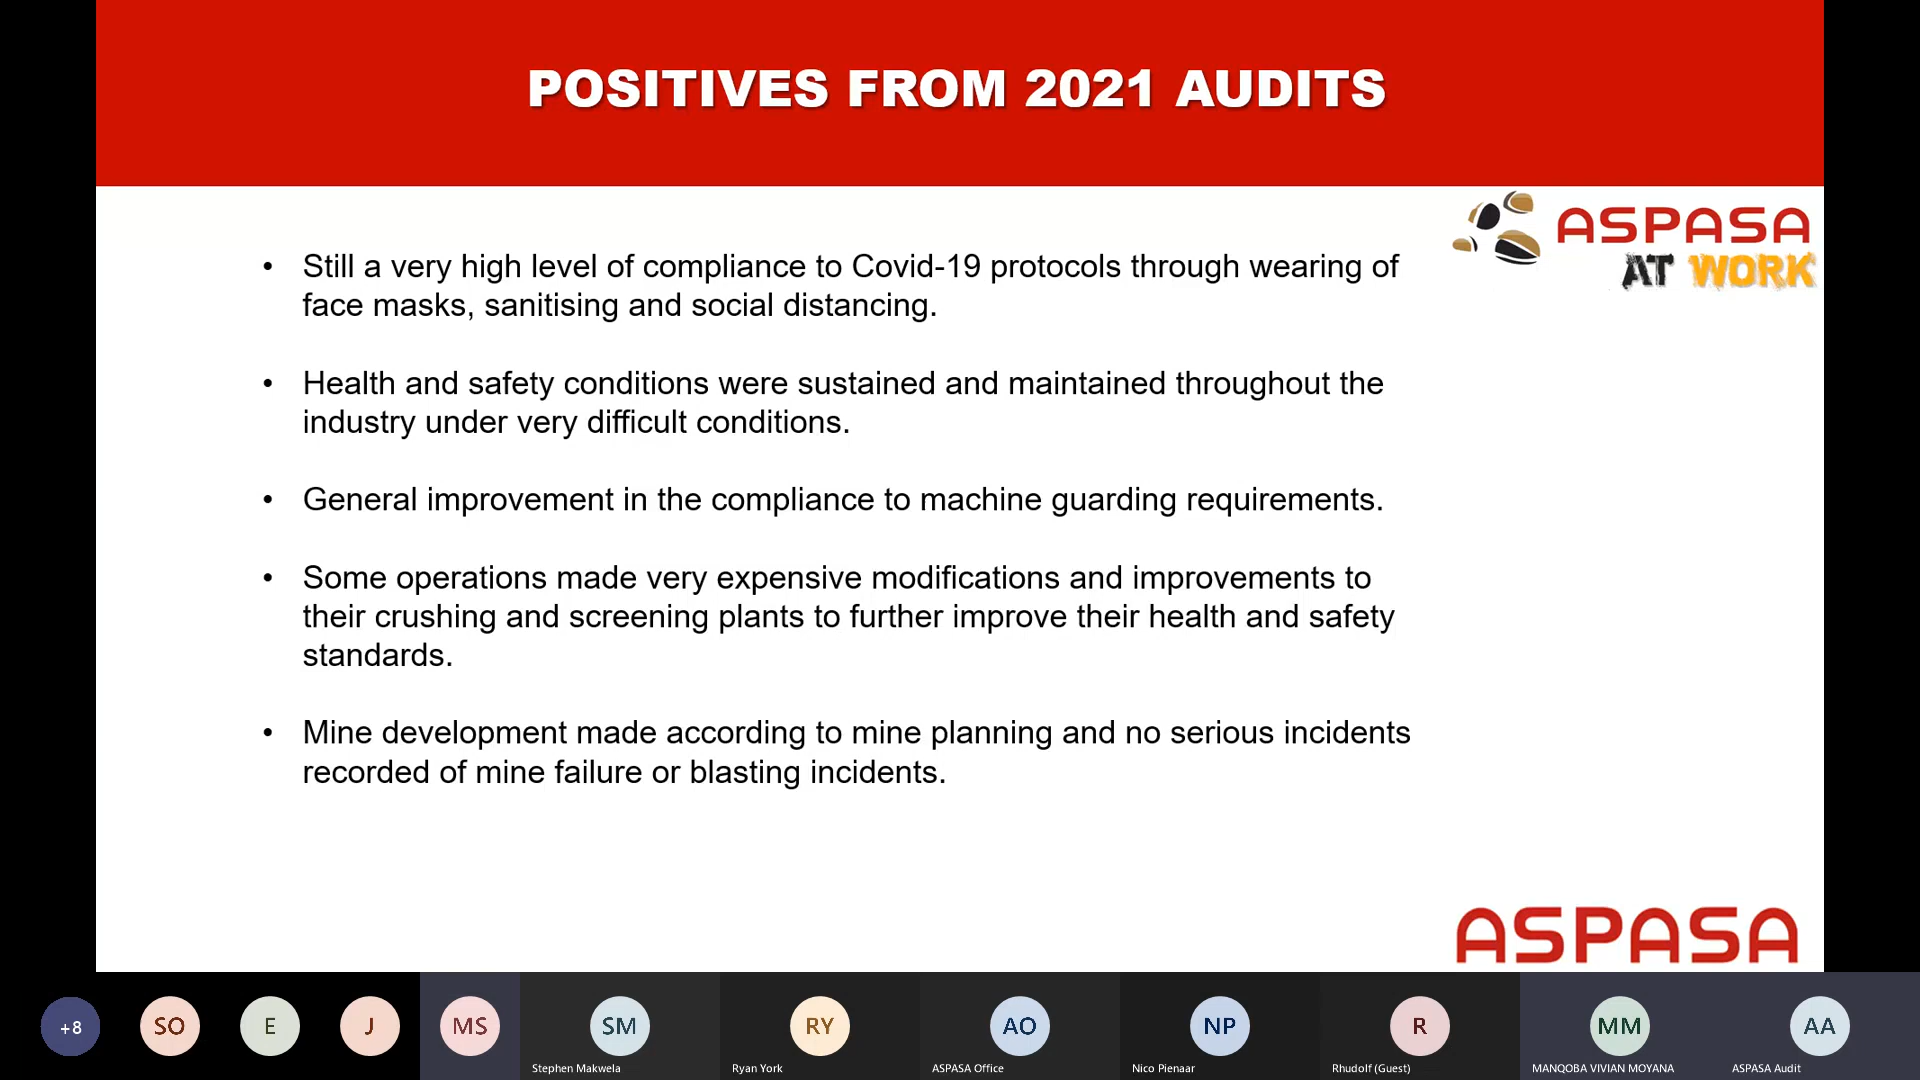 POSITIVES FROM 2021 AUDITS
ASPASA
AT WORK
• Still a very high level of compliance to Covid-19 protocols through wearing of
face masks, sanitising and social distancing.
• Health and safety conditions were sustained and maintained throughout the
industry under very difficult conditions.
• General improvement in the compliance to machine guarding requirements.
• Some operations made very expensive modifications and improvements to
their crushing and screening plants to further improve their health and safety
standards.
• Mine development made according to mine planning and no serious incidents
recorded of mine failure or blasting incidents.
ASPASA
+8 SO E J MS SM RY AO NP R MM AA
Stephen Makwela Ryan York ASPASA Office Nico Pienaar Rhudolf (Guest) MANQOBA VIVIAN MOYANA ASPASA Audit